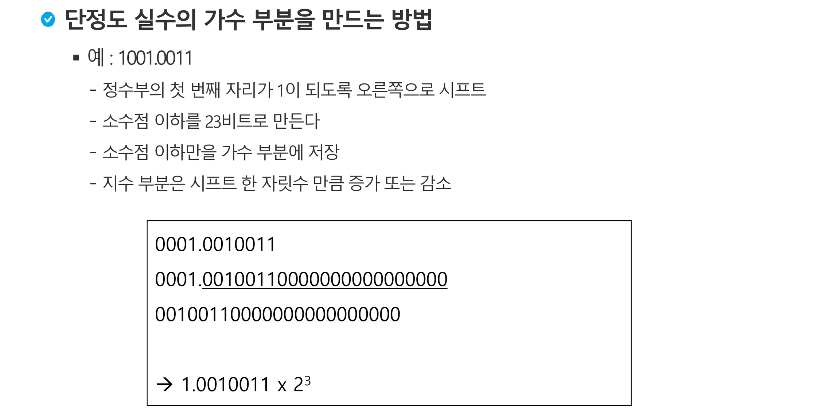 단정도 실수의 가수 부분을 만드는 방법
▪ 예 : 1001.0011
- 정수부의 첫 번째 자리가 1이 되도록 오른쪽으로 시프트
- 소수점 이하를 23비트로 만든다
- 소수점 이하만을 가수 부분에 저장
- 지수 부분은 시프트 한 자릿수 만큼 증가 또는 감소
0001.0010011
0001.00100110000000000000000
00100110000000000000000
→ 1.0010011 x 2³